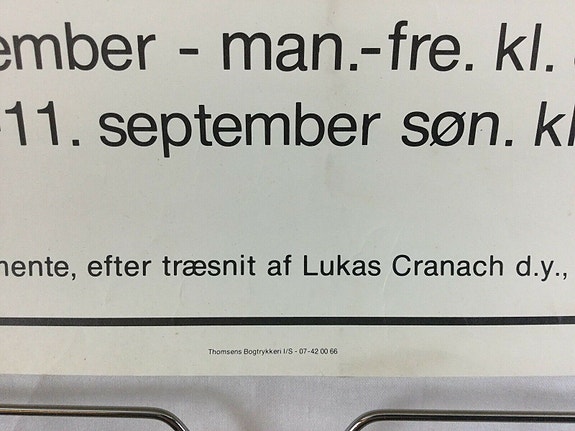 ember - man.-fre. kl.
11. september søn. kl
nente, efter træsnit af Lukas Cranach d.y.,
Thomsens Bogtrykkeri I/S - 07-42 00 66